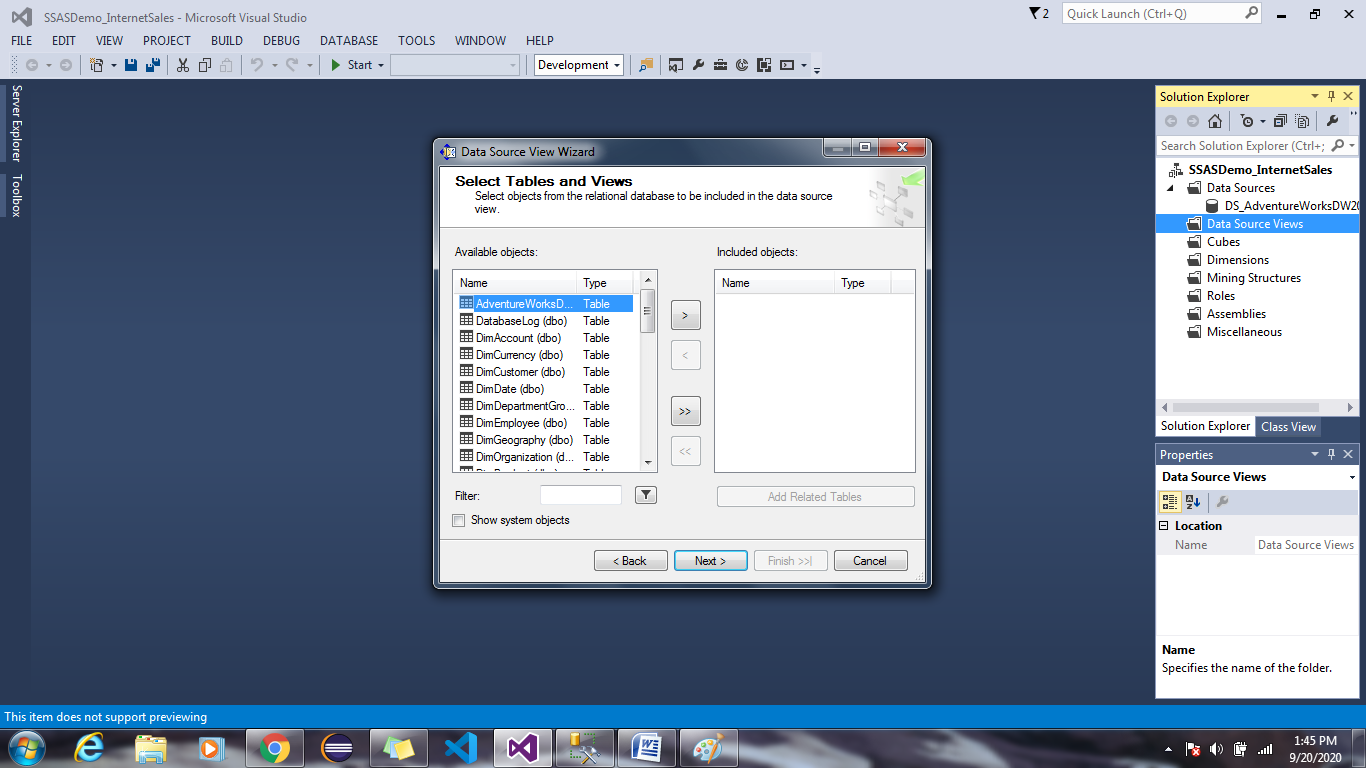 SSASDemo_InternetSales - Microsoft Visual Studio
2
Quick Launch (Ctrl+Q)
FILE EDIT VIEW PROJECT BUILD DEBUG DATABASE TOOLS WINDOW HELP
Start
Development
Server Explorer
Toolbox
Data Source View Wizard
Select Tables and Views
Select objects from the relational database to be included in the data source
view.
Available objects:
Name Type
AdventureWorksD... Table
DatabaseLog (dbo) Table
DimAccount (dbo) Table
DimCurrency (dbo) Table
DimCustomer (dbo) Table
DimDate (dbo) Table
DimDepartmentGro... Table
DimEmployee (dbo) Table
DimGeography (dbo) Table
DimOrganization (d... Table
>
<
>>
<<
Included objects:
Name Type
Filter:
Add Related Tables
Show system objects
< Back Next > Finish >>| Cancel
Solution Explorer
Search Solution Explorer (Ctrl+;
SSASDemo_InternetSales
Data Sources
DS_AdventureWorksDW20
Data Source Views
Cubes
Dimensions
Mining Structures
Roles
Assemblies
Miscellaneous
Solution Explorer Class View
Properties
Data Source Views
Location
Name Data Source Views
Name
Specifies the name of the folder.
This item does not support previewing
1:45 PM
9/20/2020